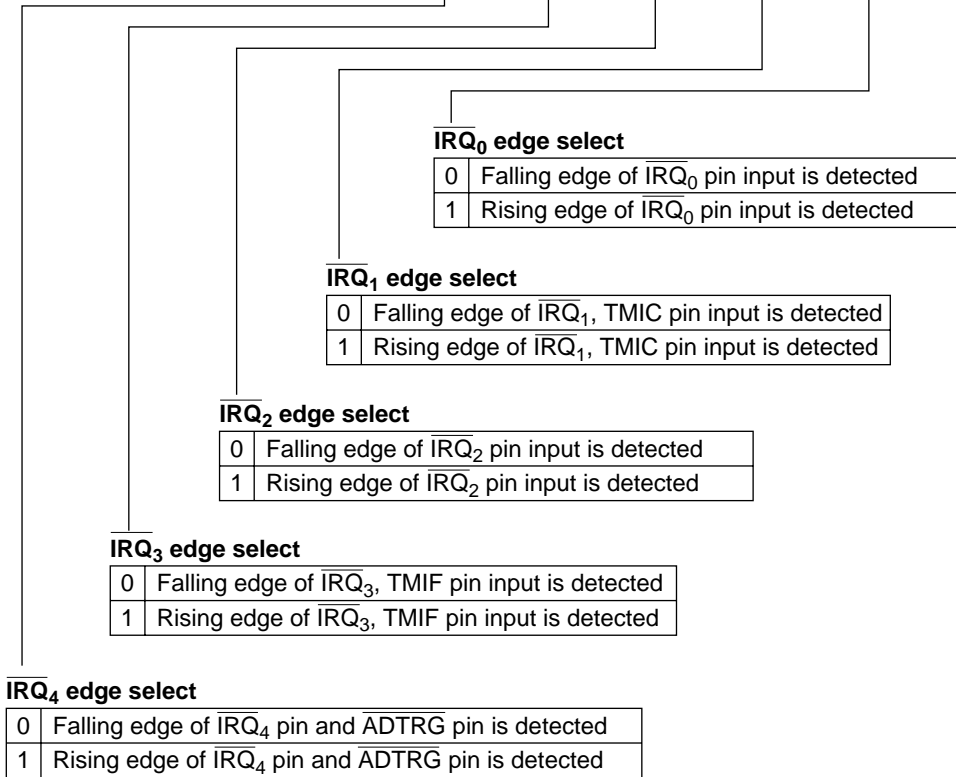 IRQ0 edge select
0 Falling edge of IRQ0 pin input is detected
1 Rising edge of IRQ0 pin input is detected
IRQ1 edge select
0 Falling edge of IRQ1, TMIC pin input is detected
1 Rising edge of IRQ1, TMIC pin input is detected
IRQ2 edge select
0 Falling edge of IRQ2 pin input is detected
1 Rising edge of IRQ2 pin input is detected
IRQ3 edge select
0 Falling edge of IRQ3, TMIF pin input is detected
1 Rising edge of IRQ3, TMIF pin input is detected
IRQ4 edge select
0 Falling edge of IRQ4 pin and ADTRG pin is detected
1 Rising edge of IRQ4 pin and ADTRG pin is detected